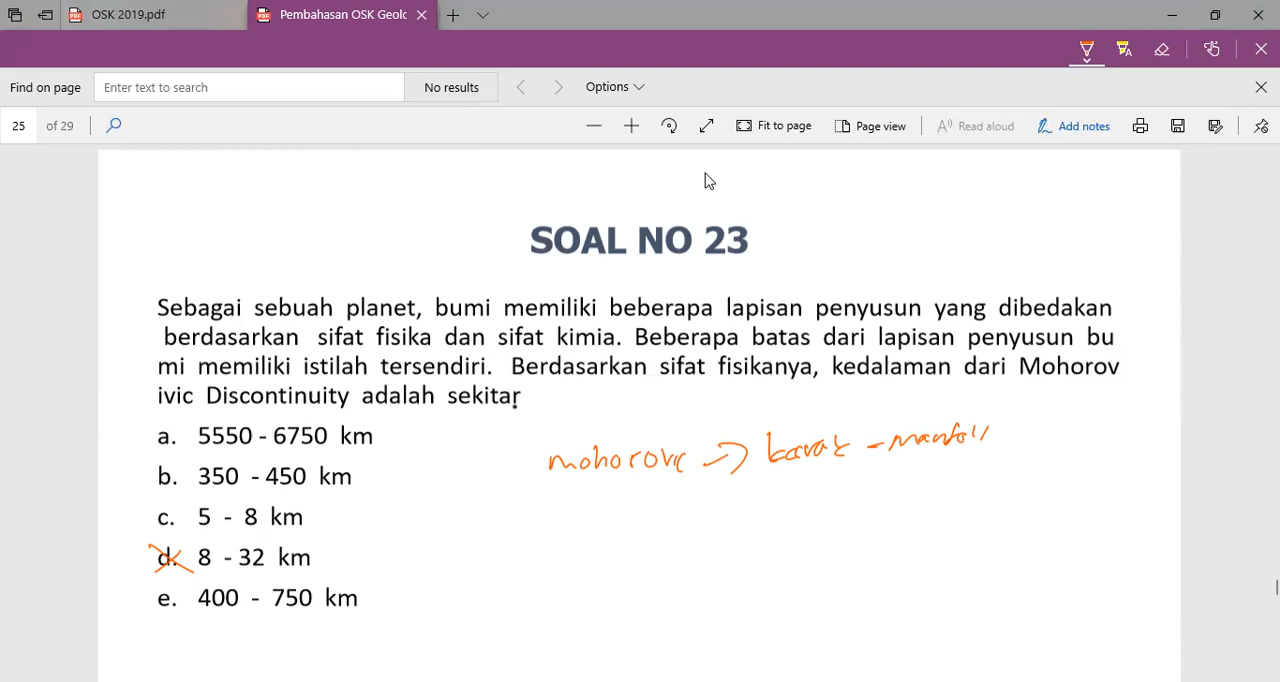 OSK 2019.pdf
Pembahasan OSK Geolo
Find on page
Enter text to search
No results
Options
25 of 29
Fit to page
Page view
Read aloud
Add notes
SOAL NO 23
Sebagai sebuah planet, bumi memiliki beberapa lapisan penyusun yang dibedakan
berdasarkan sifat fisika dan sifat kimia. Beberapa batas dari lapisan penyusun bu
mi memiliki istilah tersendiri. Berdasarkan sifat fisikanya, kedalaman dari Mohorov
ivic Discontinuity adalah sekitar
a. 5550 - 6750 km
mohorovic → kerak - mantel
b. 350 - 450 km
c. 5 - 8 km
d. 8 - 32 km
e. 400 - 750 km